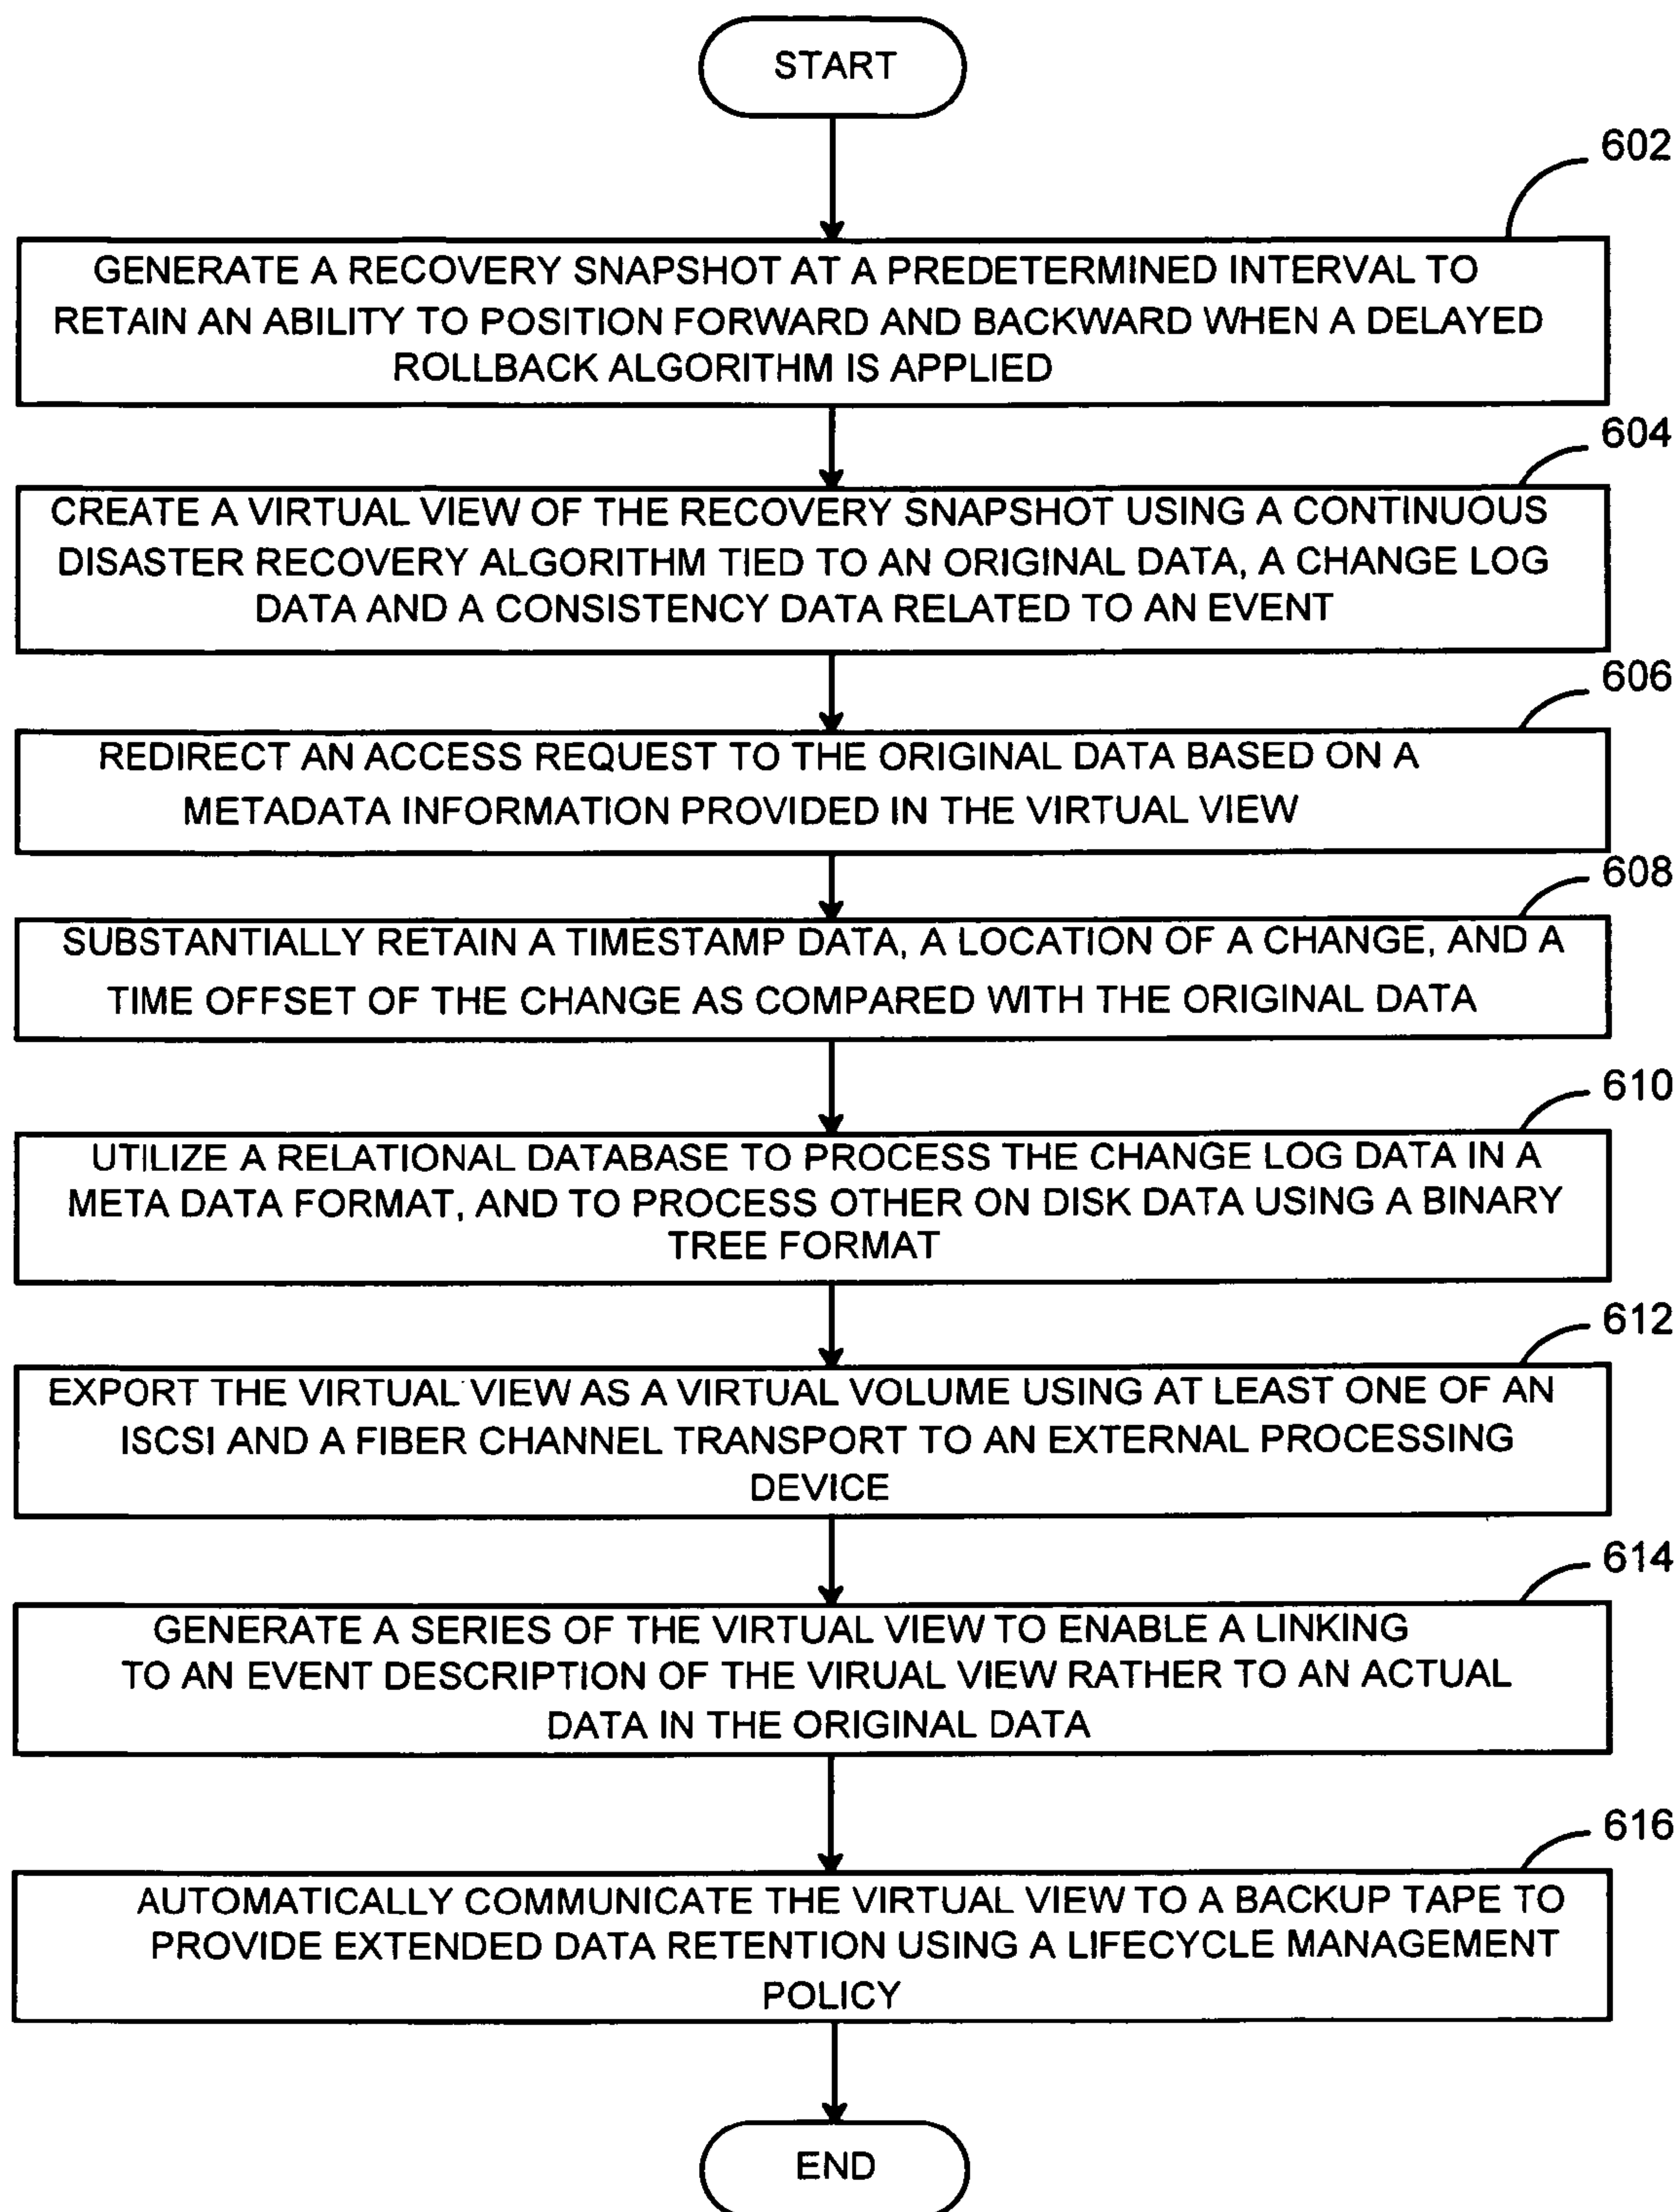 START
602
GENERATE A RECOVERY SNAPSHOT AT A PREDETERMINED INTERVAL TO
RETAIN AN ABILITY TO POSITION FORWARD AND BACKWARD WHEN A DELAYED
ROLLBACK ALGORITHM IS APPLIED
604
CREATE A VIRTUAL VIEW OF THE RECOVERY SNAPSHOT USING A CONTINUOUS
DISASTER RECOVERY ALGORITHM TIED TO AN ORIGINAL DATA, A CHANGE LOG
DATA AND A CONSISTENCY DATA RELATED TO AN EVENT
606
REDIRECT AN ACCESS REQUEST TO THE ORIGINAL DATA BASED ON A
METADATA INFORMATION PROVIDED IN THE VIRTUAL VIEW
608
SUBSTANTIALLY RETAIN A TIMESTAMP DATA, A LOCATION OF A CHANGE, AND A
TIME OFFSET OF THE CHANGE AS COMPARED WITH THE ORIGINAL DATA
610
UTILIZE A RELATIONAL DATABASE TO PROCESS THE CHANGE LOG DATA IN A
META DATA FORMAT, AND TO PROCESS OTHER ON DISK DATA USING A BINARY
TREE FORMAT
612
EXPORT THE VIRTUAL VIEW AS A VIRTUAL VOLUME USING AT LEAST ONE OF AN
ISCSI AND A FIBER CHANNEL TRANSPORT TO AN EXTERNAL PROCESSING
DEVICE
614
GENERATE A SERIES OF THE VIRTUAL VIEW TO ENABLE A LINKING
TO AN EVENT DESCRIPTION OF THE VIRUAL VIEW RATHER TO AN ACTUAL
DATA IN THE ORIGINAL DATA
616
AUTOMATICALLY COMMUNICATE THE VIRTUAL VIEW TO A BACKUP TAPE TO
PROVIDE EXTENDED DATA RETENTION USING A LIFECYCLE MANAGEMENT
POLICY
END